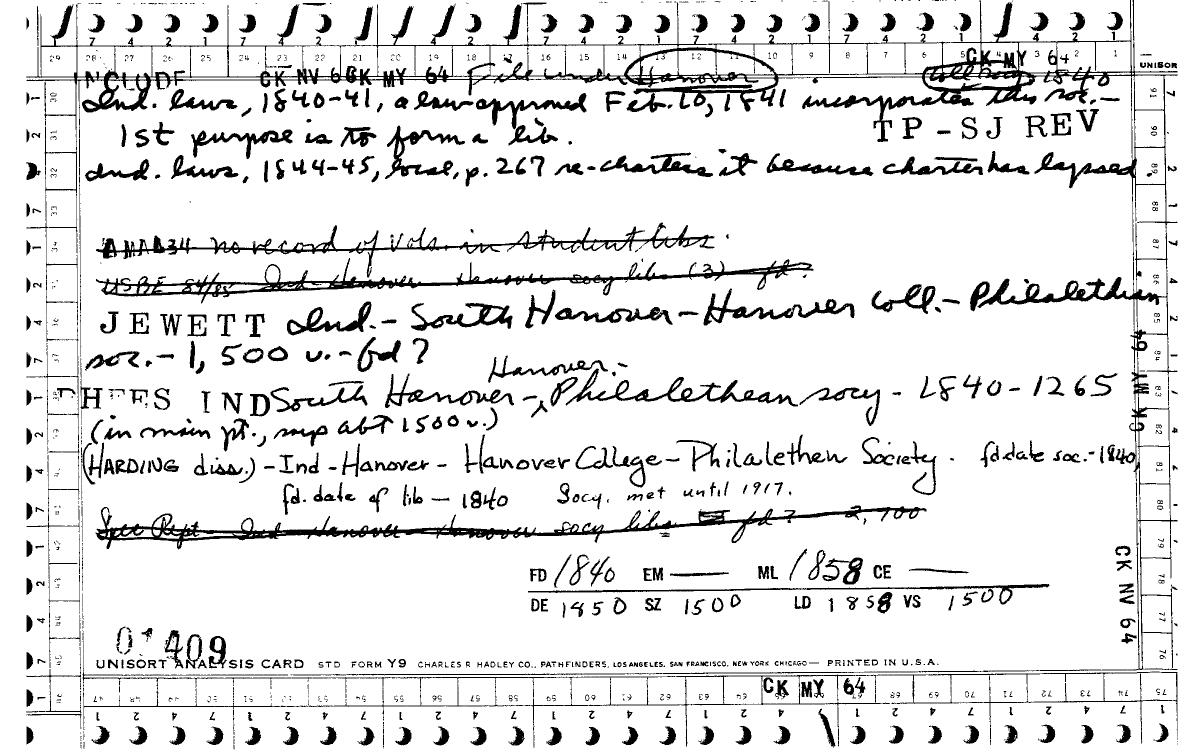 INCLUDE CK NV 6 CK MY 64 File under Hanover. CK MY 64 1840
Ind. laws, 1840-41, a law approved Feb. 10, 1841 incorporates this soc.-
1st purpose is to form a lib.
TP-SJ REV
Ind. laws, 1844-45, local, p. 267 re-charters it because charter has lapsed.
AMA34 no record of vols. in student libs.
USBE 84/85 Ind-Hanover Hanover socy libs (3) fd?
JEWETT Ind.- South Hanover- Hanover Coll.- Philalethian
soc.- 1,500 v.- fd?
Hanover.-
RHEES IND South Hanover-^ Philalethean socy - 1840-1265
(in main pt., says abt 1500 v.)
(HARDING diss.) - Ind - Hanover - Hanover College - Philalethen Society. fd. date soc.- 1840,
fd. date of lib - 1840 Socy. met until 1917.
Spec Rept Ind Hanover Hanover socy libs fd? 2,700
FD 1840 EM — ML 1858 CE —
DE 1850 SZ 1500 LD 1858 VS 1500
01409
UNISORT ANALYSIS CARD STD FORM Y9 CHARLES R HADLEY CO., PATHFINDERS, LOS ANGELES, SAN FRANCISCO, NEW YORK CHICAGO — PRINTED IN U.S.A.
CK MY 64
CK MY 64
CK NV 64
UNISOR